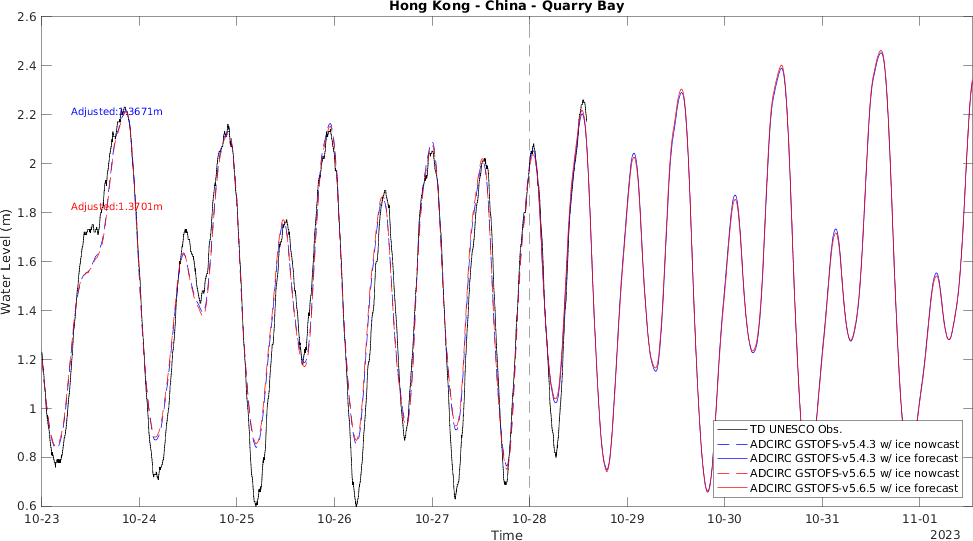 Hong Kong - China - Quarry Bay
Water Level (m)
2.6
2.4
2.2
2
1.8
1.6
1.4
1.2
1
0.8
0.6
Adjusted:1.3671m
Adjusted:1.3701m
TD UNESCO Obs.
ADCIRC GSTOFS-v5.4.3 w/ ice nowcast
ADCIRC GSTOFS-v5.4.3 w/ ice forecast
ADCIRC GSTOFS-v5.6.5 w/ ice nowcast
ADCIRC GSTOFS-v5.6.5 w/ ice forecast
10-23 10-24 10-25 10-26 10-27 10-28 10-29 10-30 10-31 11-01
Time
2023